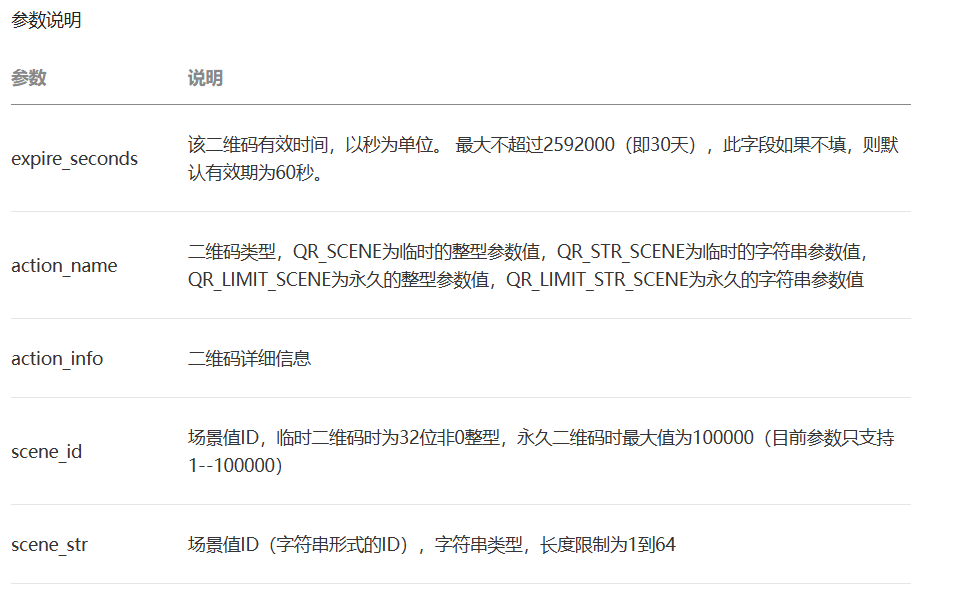 参数说明
参数 说明
expire_seconds 该二维码有效时间，以秒为单位。 最大不超过2592000（即30天），此字段如果不填，则默
认有效期为60秒。
action_name 二维码类型，QR_SCENE为临时的整型参数值，QR_STR_SCENE为临时的字符串参数值，
QR_LIMIT_SCENE为永久的整型参数值，QR_LIMIT_STR_SCENE为永久的字符串参数值
action_info 二维码详细信息
scene_id 场景值ID，临时二维码时为32位非0整型，永久二维码时最大值为100000（目前参数只支持
1--100000）
scene_str 场景值ID（字符串形式的ID），字符串类型，长度限制为1到64